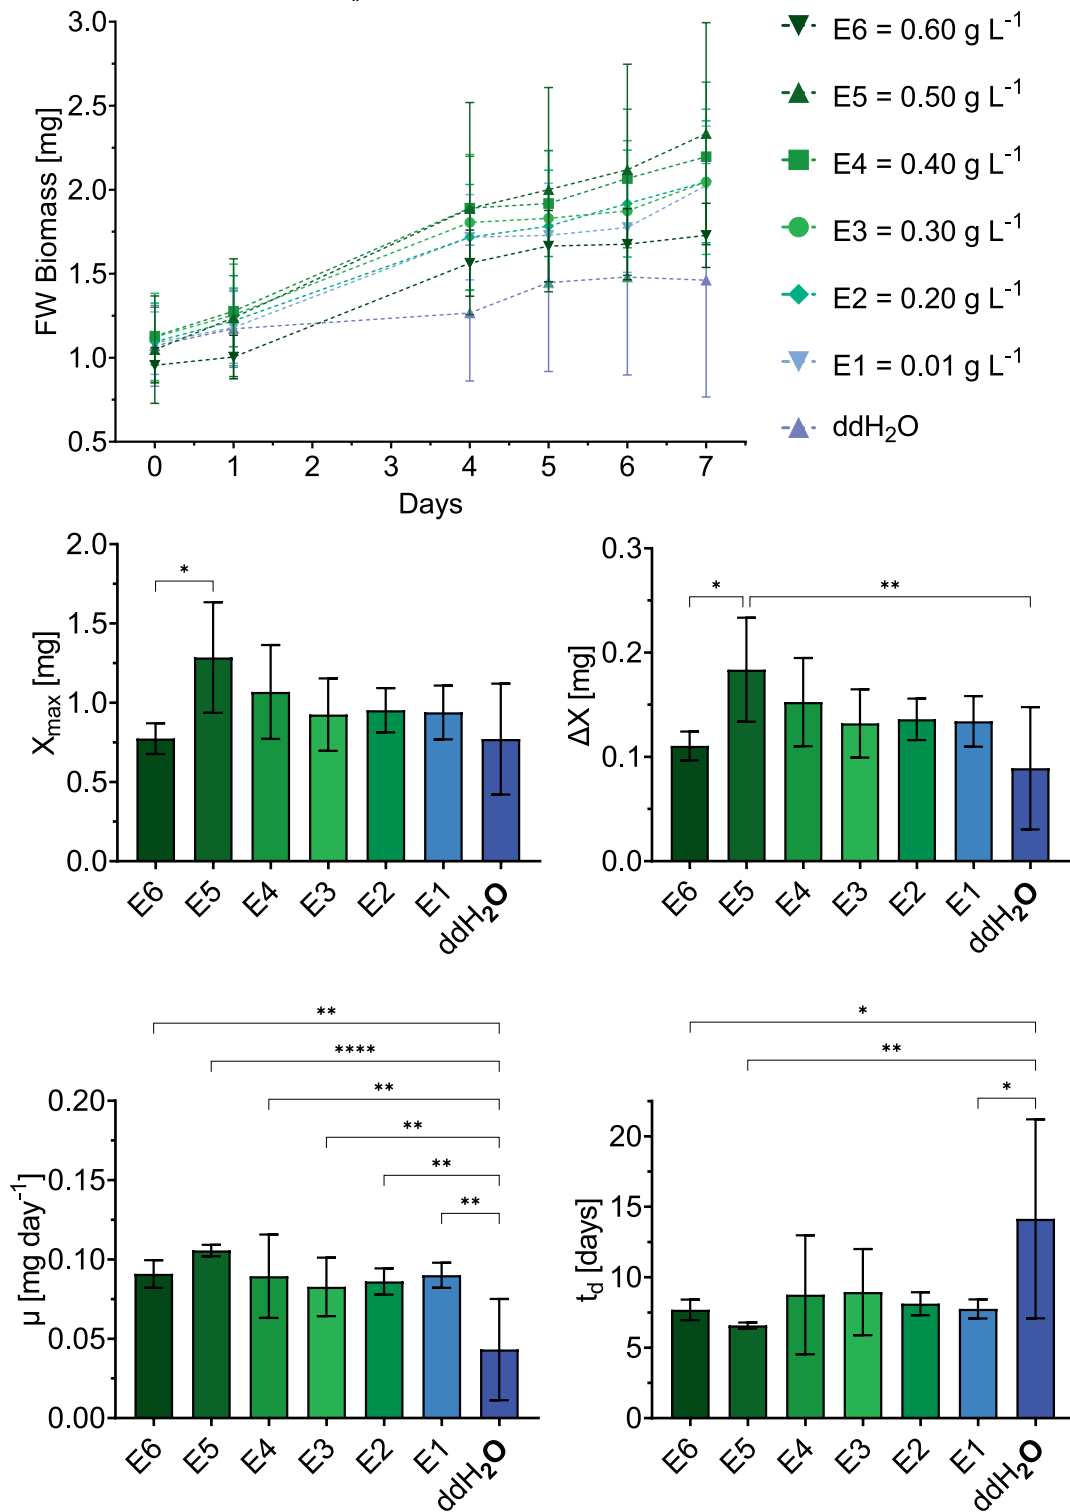 3.0
2.5
2.0
1.5
1.0
0.5
FW Biomass [mg]
0 1 2 3 4 5 6 7
Days
E6 = 0.60 g L⁻¹
E5 = 0.50 g L⁻¹
E4 = 0.40 g L⁻¹
E3 = 0.30 g L⁻¹
E2 = 0.20 g L⁻¹
E1 = 0.01 g L⁻¹
ddH₂O
2.0
1.5
1.0
0.5
0.0
Xmax [mg]
*
E6 E5 E4 E3 E2 E1 ddH₂O
0.3
0.2
0.1
0.0
ΔX [mg]
* **
E6 E5 E4 E3 E2 E1 ddH₂O
**
****
**
**
**
**
0.20
0.15
0.10
0.05
0.00
µ [mg day⁻¹]
E6 E5 E4 E3 E2 E1 ddH₂O
*
**
*
20
15
10
5
0
td [days]
E6 E5 E4 E3 E2 E1 ddH₂O